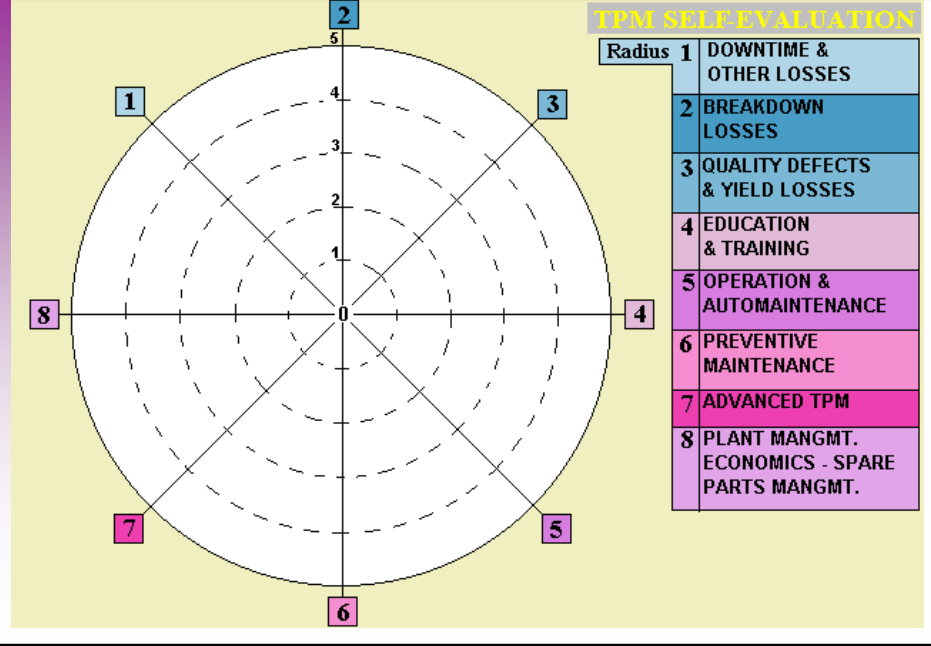 TPM SELF-EVALUATION
Radius 1 DOWNTIME &
OTHER LOSSES
2 BREAKDOWN
LOSSES
3 QUALITY DEFECTS
& YIELD LOSSES
4 EDUCATION
& TRAINING
5 OPERATION &
AUTOMAINTENANCE
6 PREVENTIVE
MAINTENANCE
7 ADVANCED TPM
8 PLANT MANGMT.
ECONOMICS - SPARE
PARTS MANGMT.
2
5
1
4
3
3
2
1
8
0
4
7
5
6